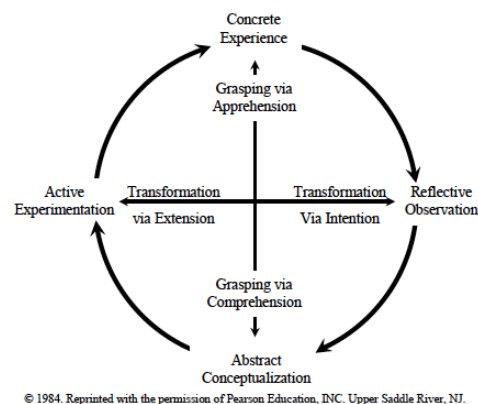 Concrete
Experience
Grasping via
Apprehension
Active
Experimentation
Transformation
via Extension
Transformation
Via Intention
Reflective
Observation
Grasping via
Comprehension
Abstract
Conceptualization
© 1984. Reprinted with the permission of Pearson Education, INC. Upper Saddle River, NJ.